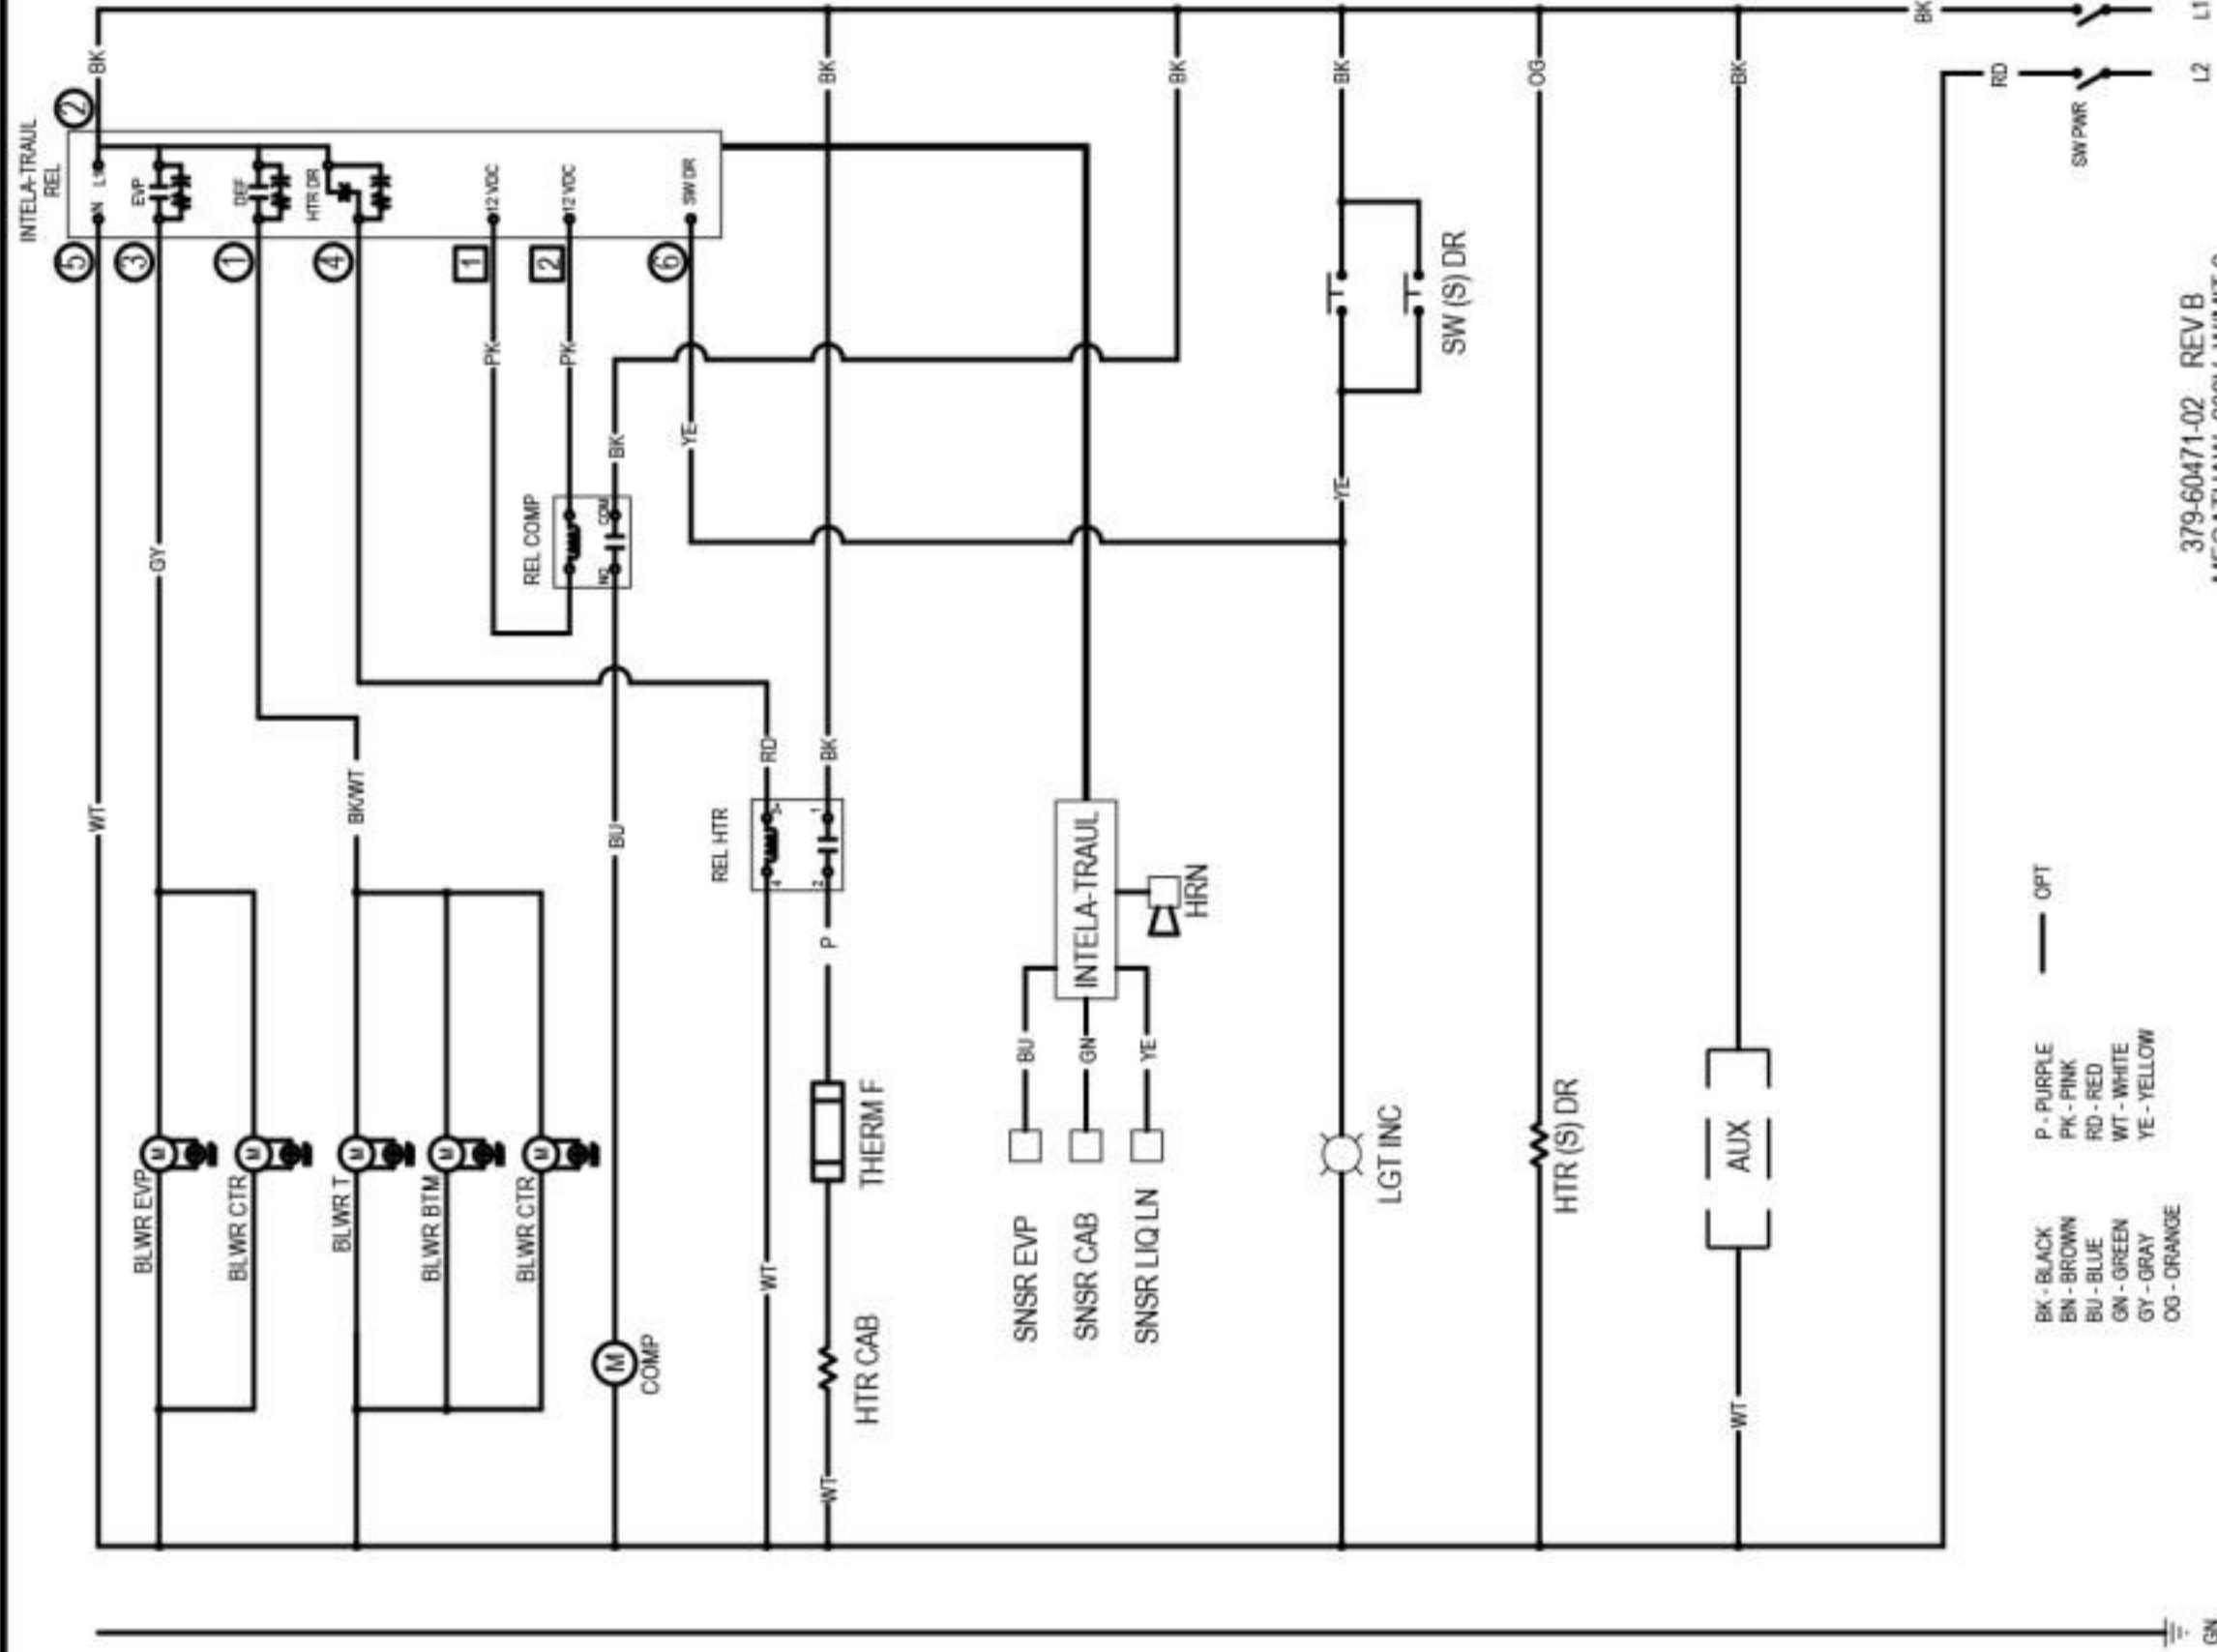 INTELA-TRAUL
REL
2
BK
N L1
5
EVP
3
DEF
1
HTR DR
4
12 VDC
1
12 VDC
2
SW DR
6
WT
GY
BK/WT
PK
PK
BK
YE
BU
RD
BK
BK
BK
BLWR EVP
M
BLWR CTR
M
BLWR T
M
BLWR BTM
M
BLWR CTR
M
COMP
M
REL COMP
NO COM
REL HTR
4
2 1
WT
WT
P
THERM F
HTR CAB
SNSR EVP
BU
SNSR CAB
GN
SNSR LIQ LN
YE
INTELA-TRAUL
HRN
BK
YE
SW (S) DR
LGT INC
OG
HTR (S) DR
BK
AUX
WT
BK
L1
RD
L2
SW PWR
BK - BLACK
BN - BROWN
BU - BLUE
GN - GREEN
GY - GRAY
OG - ORANGE
P - PURPLE
PK - PINK
RD - RED
WT - WHITE
YE - YELLOW
OPT
379-60471-02 REV B
GN